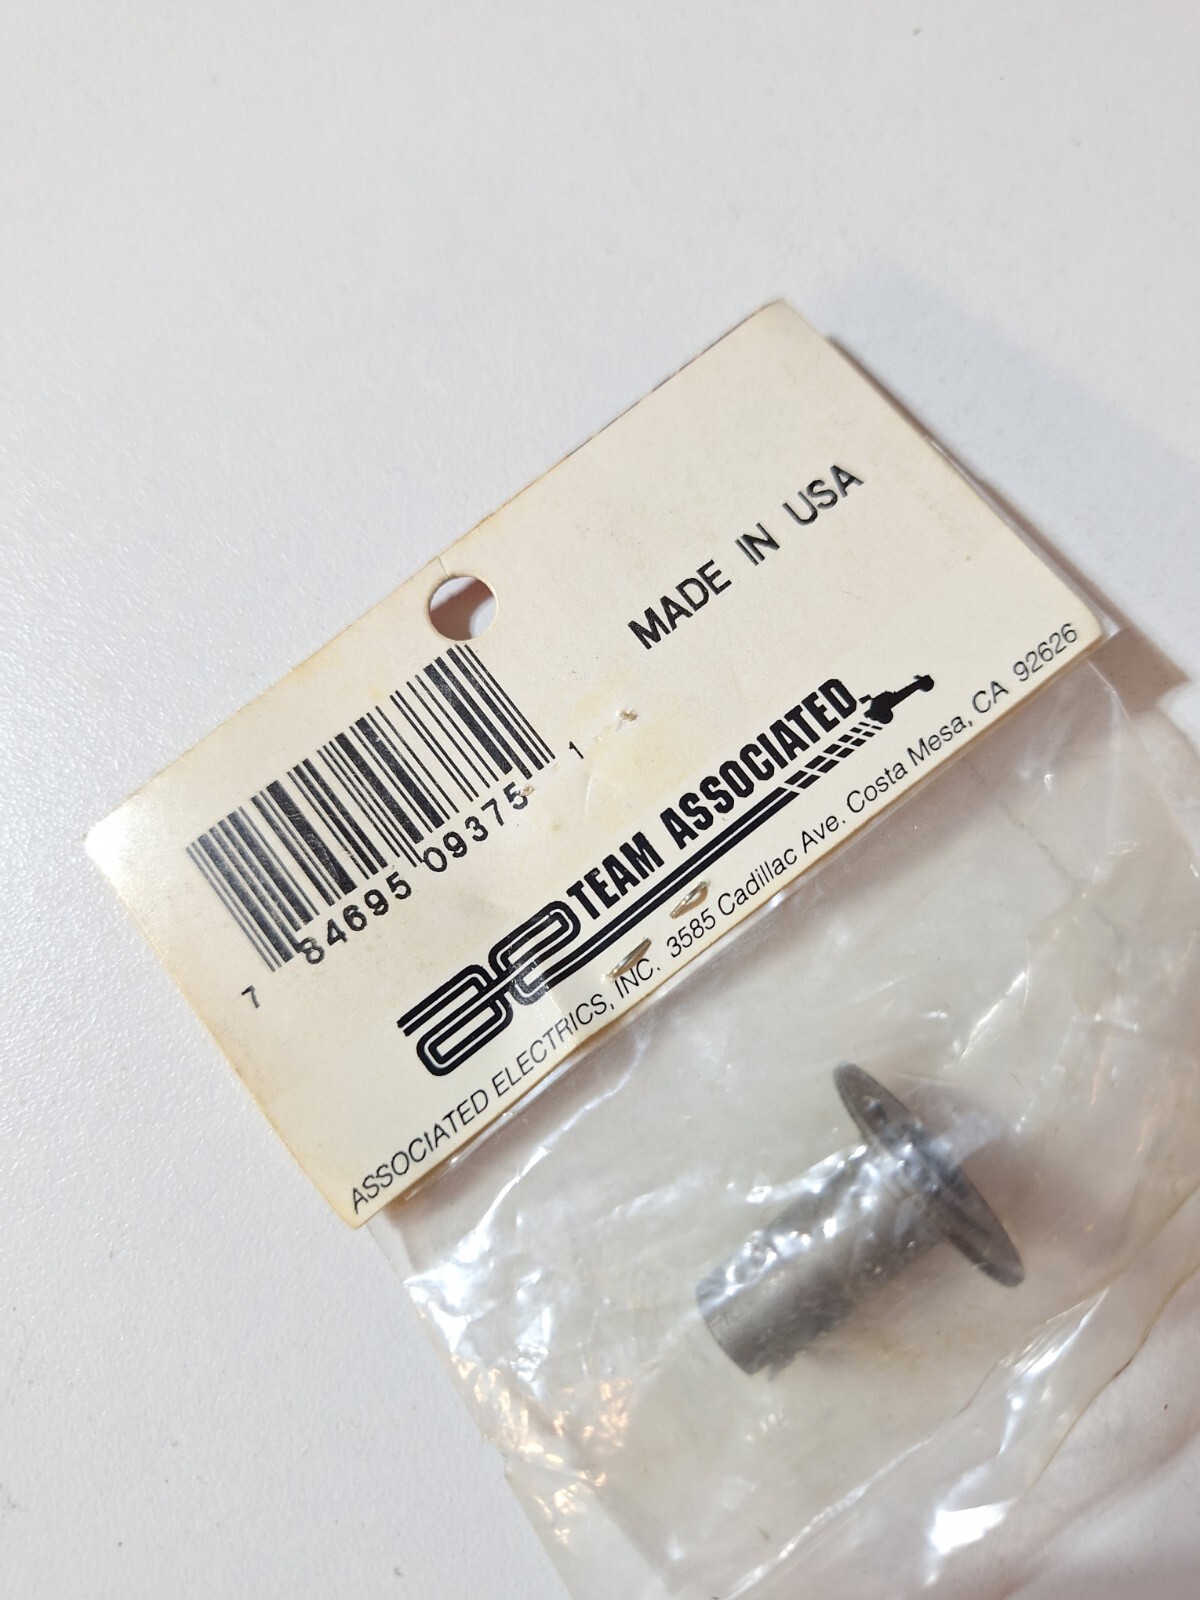 MADE IN USA
7 84695 09375 1
ae TEAM ASSOCIATED
ASSOCIATED ELECTRICS, INC. 3585 Cadillac Ave. Costa Mesa, CA 92626